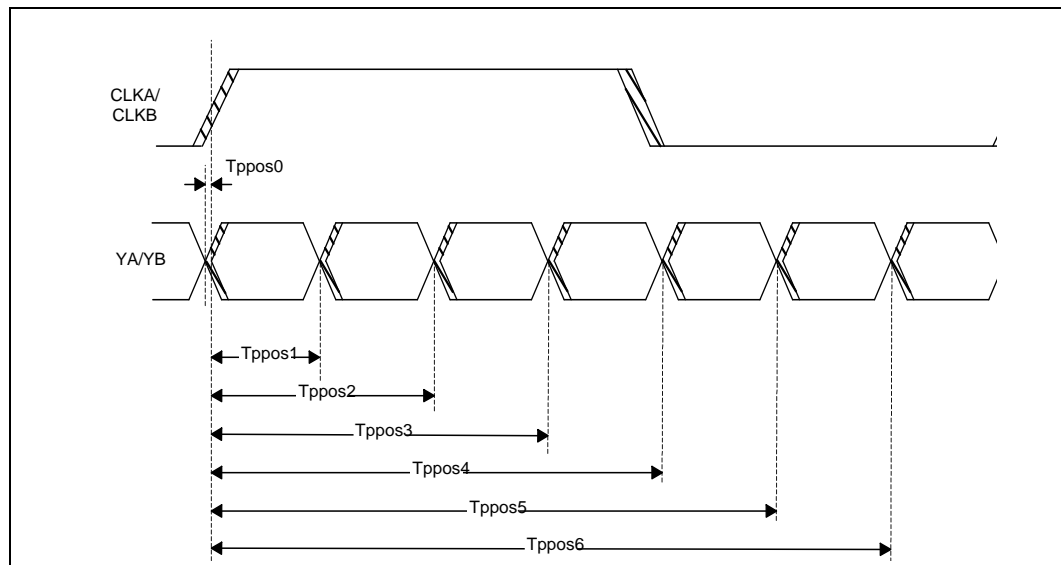 CLKA/
CLKB
Tppos0
YA/YB
Tppos1
Tppos2
Tppos3
Tppos4
Tppos5
Tppos6